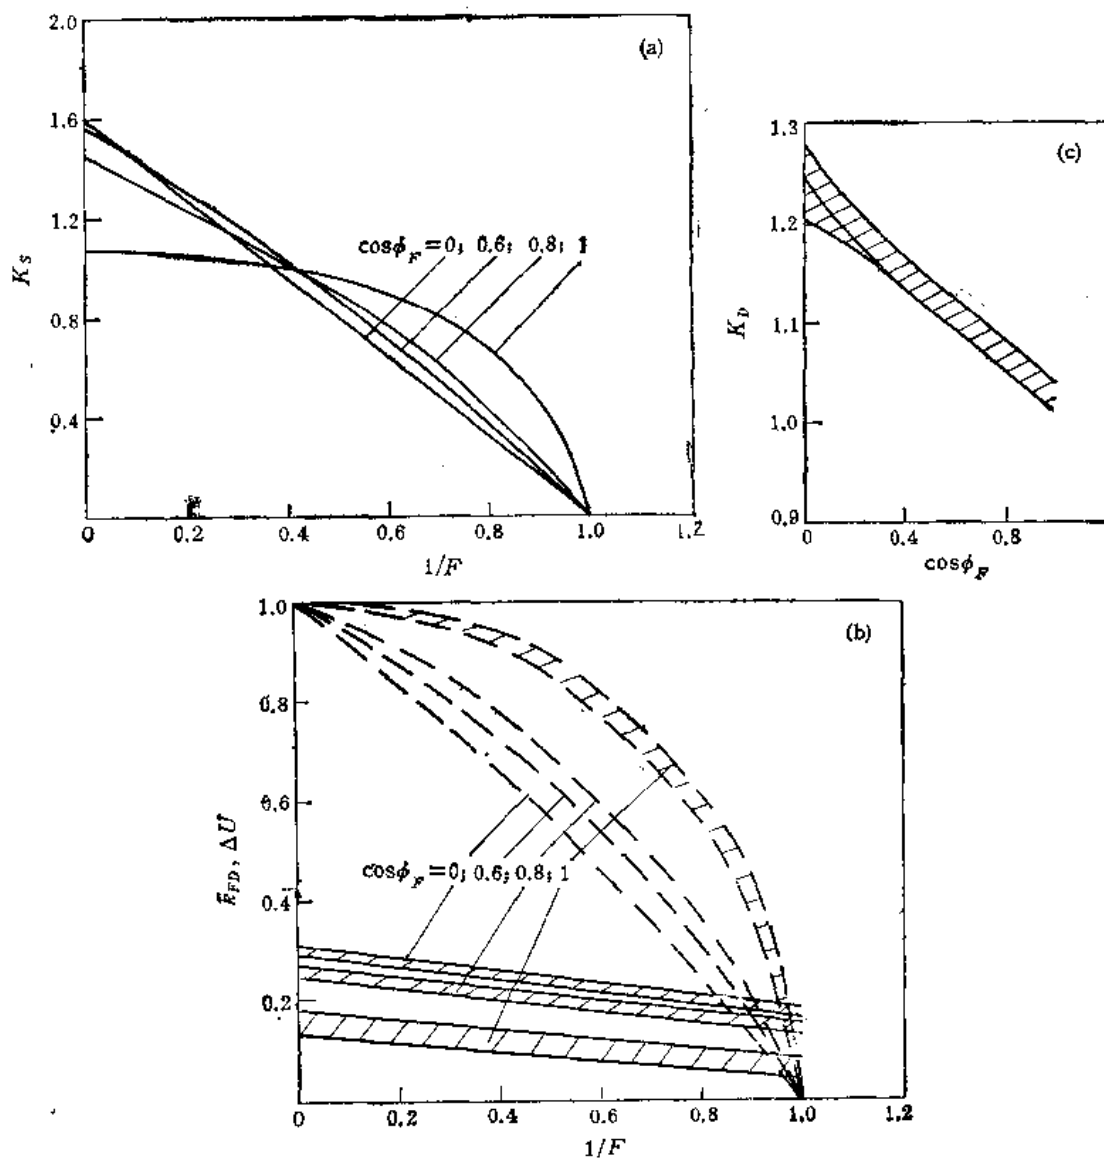 (a)
2.0
1.6
1.2
0.8
0.4
K_S
cosϕ_F = 0; 0.6; 0.8; 1
0 0.2 0.4 0.6 0.8 1.0 1.2
1/F
(c)
1.3
1.2
1.1
1.0
0.9
K_D
0 0.4 0.8
cosϕ_F
(b)
1.0
0.8
0.6
0.4
0.2
k̄_FD, ΔU
cosϕ_F = 0; 0.6; 0.8; 1
0 0.2 0.4 0.6 0.8 1.0 1.2
1/F